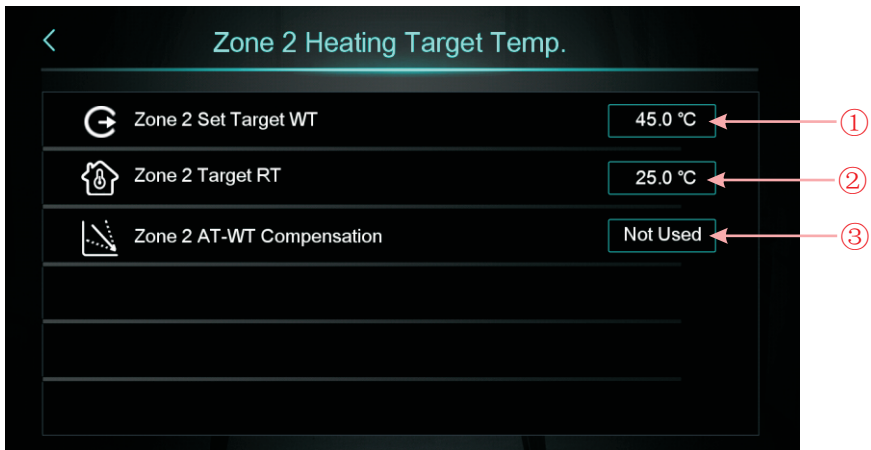 Zone 2 Heating Target Temp.
Zone 2 Set Target WT 45.0 ℃ ①
Zone 2 Target RT 25.0 ℃ ②
Zone 2 AT-WT Compensation Not Used ③